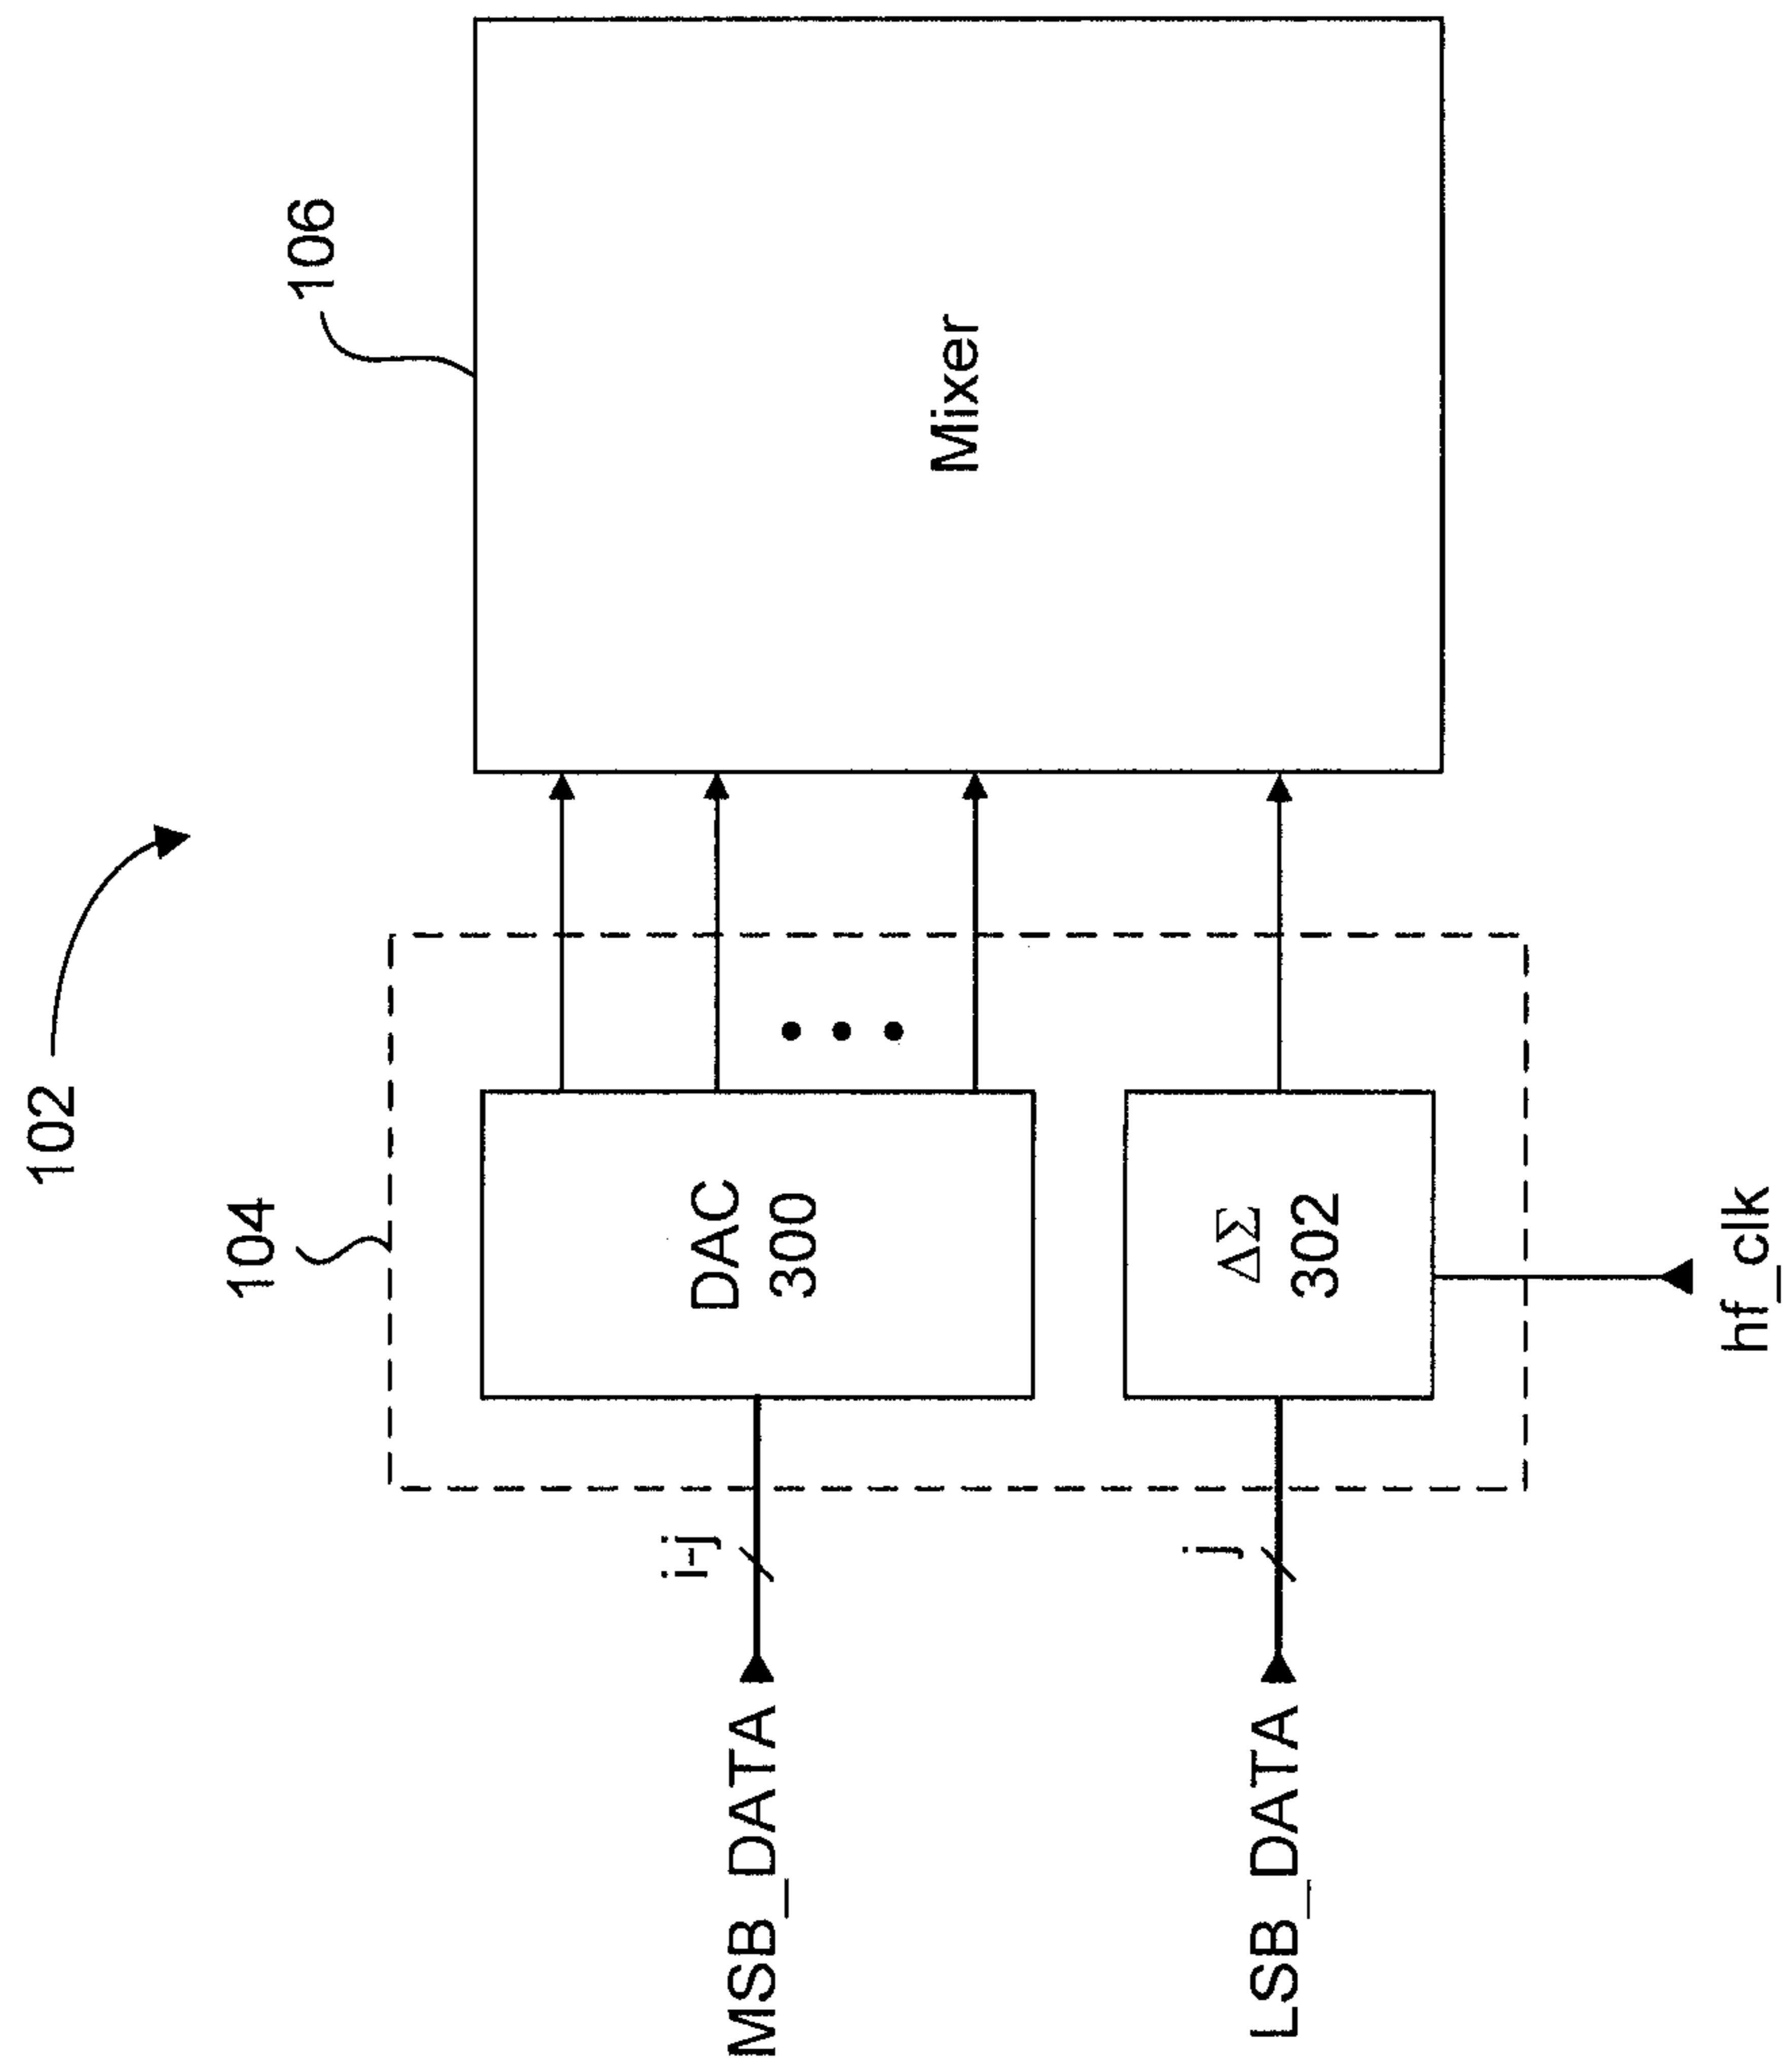 102
104
106
MSB_DATA
i-j
DAC
300
Mixer
LSB_DATA
j
ΔΣ
302
hf_clk